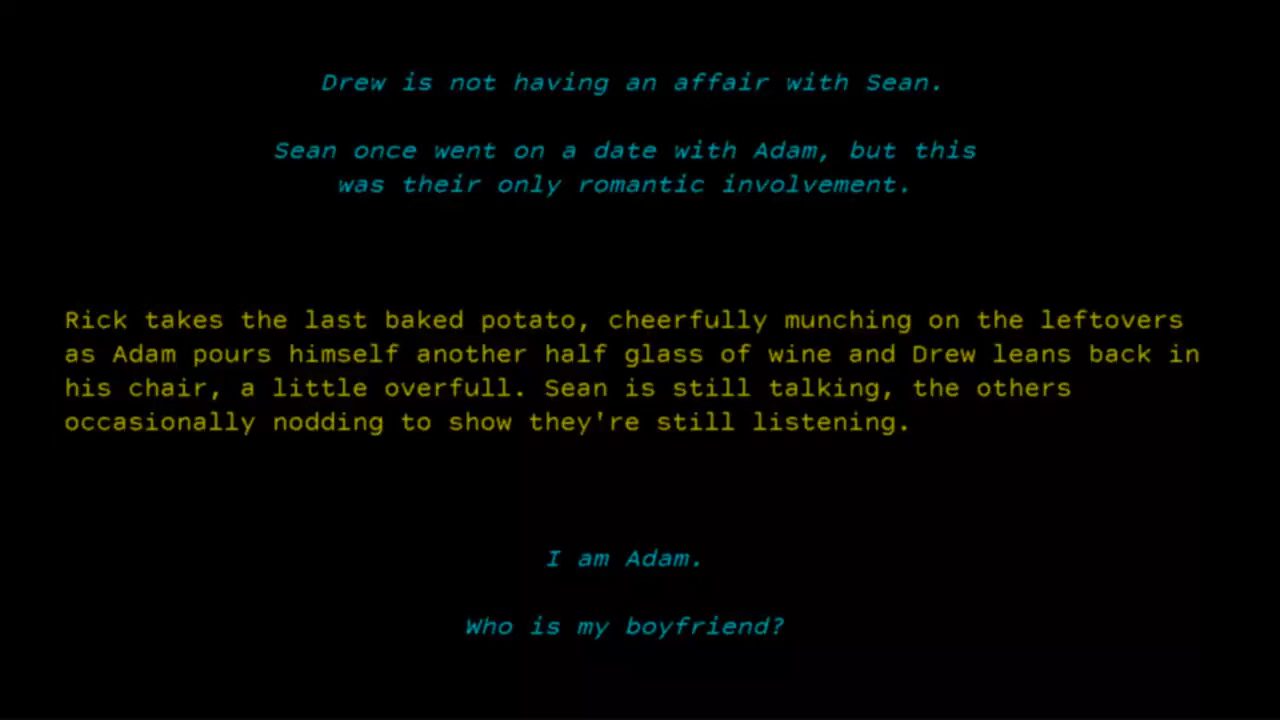 Drew is not having an affair with Sean.
Sean once went on a date with Adam, but this
was their only romantic involvement.
Rick takes the last baked potato, cheerfully munching on the leftovers
as Adam pours himself another half glass of wine and Drew leans back in
his chair, a little overfull. Sean is still talking, the others
occasionally nodding to show they're still listening.
I am Adam.
Who is my boyfriend?